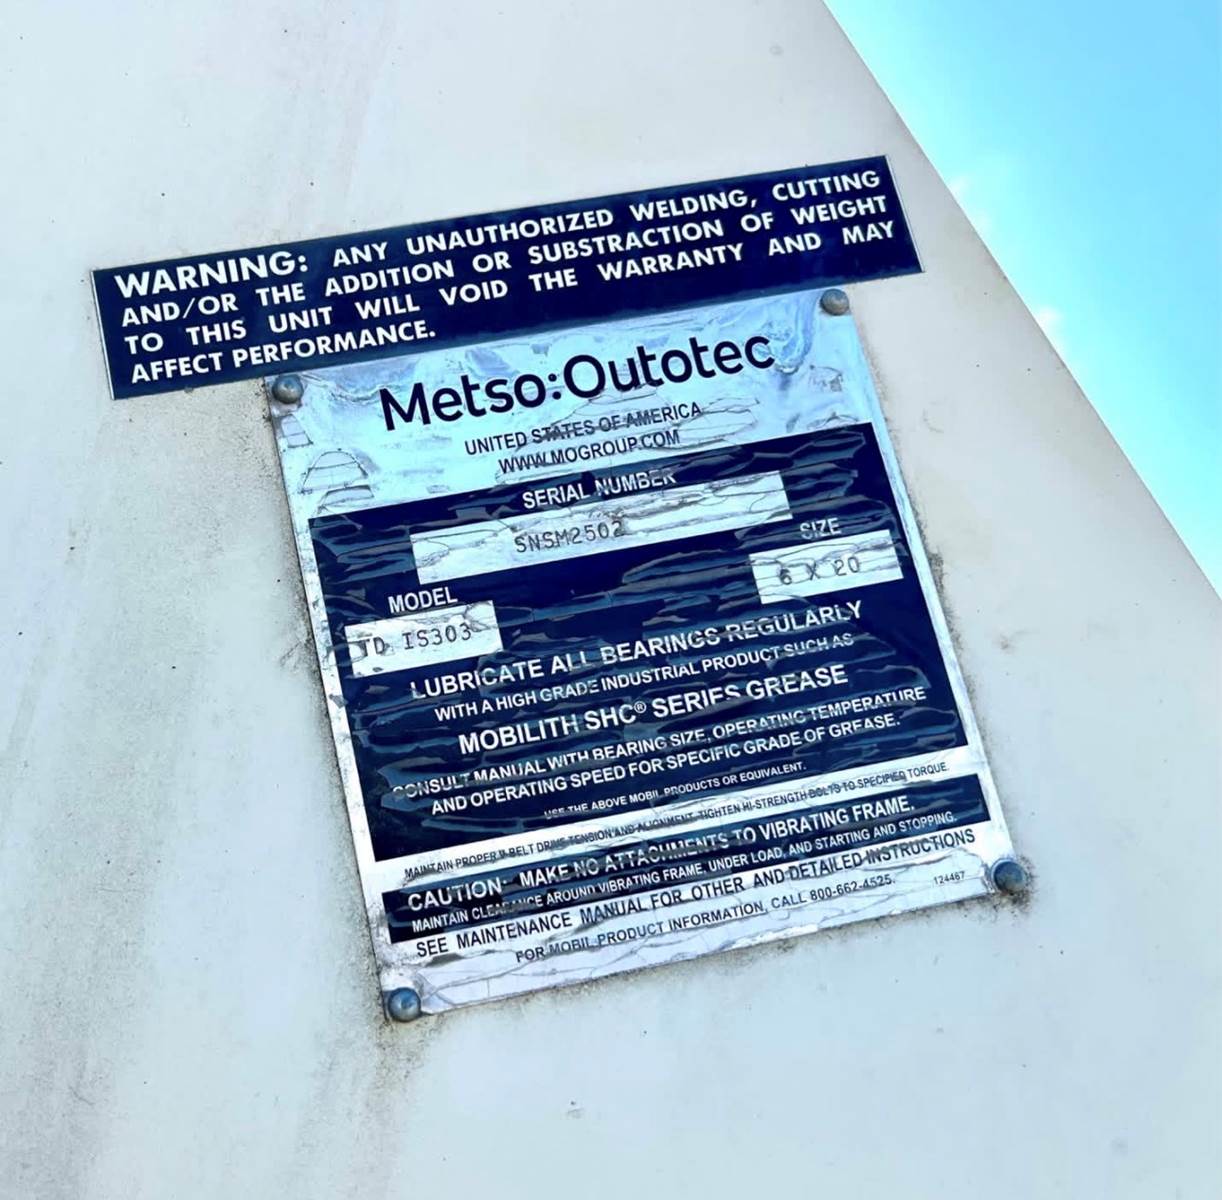 WARNING: ANY UNAUTHORIZED WELDING, CUTTING
AND/OR THE ADDITION OR SUBSTRACTION OF WEIGHT
TO THIS UNIT WILL VOID THE WARRANTY AND MAY
AFFECT PERFORMANCE.
Metso:Outotec
UNITED STATES OF AMERICA
WWW.MOGROUP.COM
SERIAL NUMBER
SNSM2502
SIZE
6 X 20
MODEL
TD IS303
LUBRICATE ALL BEARINGS REGULARLY
WITH A HIGH GRADE INDUSTRIAL PRODUCT SUCH AS
MOBILITH SHC® SERIES GREASE
CONSULT MANUAL WITH BEARING SIZE, OPERATING TEMPERATURE
AND OPERATING SPEED FOR SPECIFIC GRADE OF GREASE.
USE THE ABOVE MOBIL PRODUCTS OR EQUIVALENT.
MAINTAIN PROPER V-BELT DRIVE TENSION AND ALIGNMENT. TIGHTEN HI-STRENGTH BOLTS TO SPECIFIED TORQUE.
CAUTION: MAKE NO ATTACHMENTS TO VIBRATING FRAME.
MAINTAIN CLEARANCE AROUND VIBRATING FRAME, UNDER LOAD, AND STARTING AND STOPPING.
SEE MAINTENANCE MANUAL FOR OTHER AND DETAILED INSTRUCTIONS
FOR MOBIL PRODUCT INFORMATION, CALL 800-662-4525.
124467